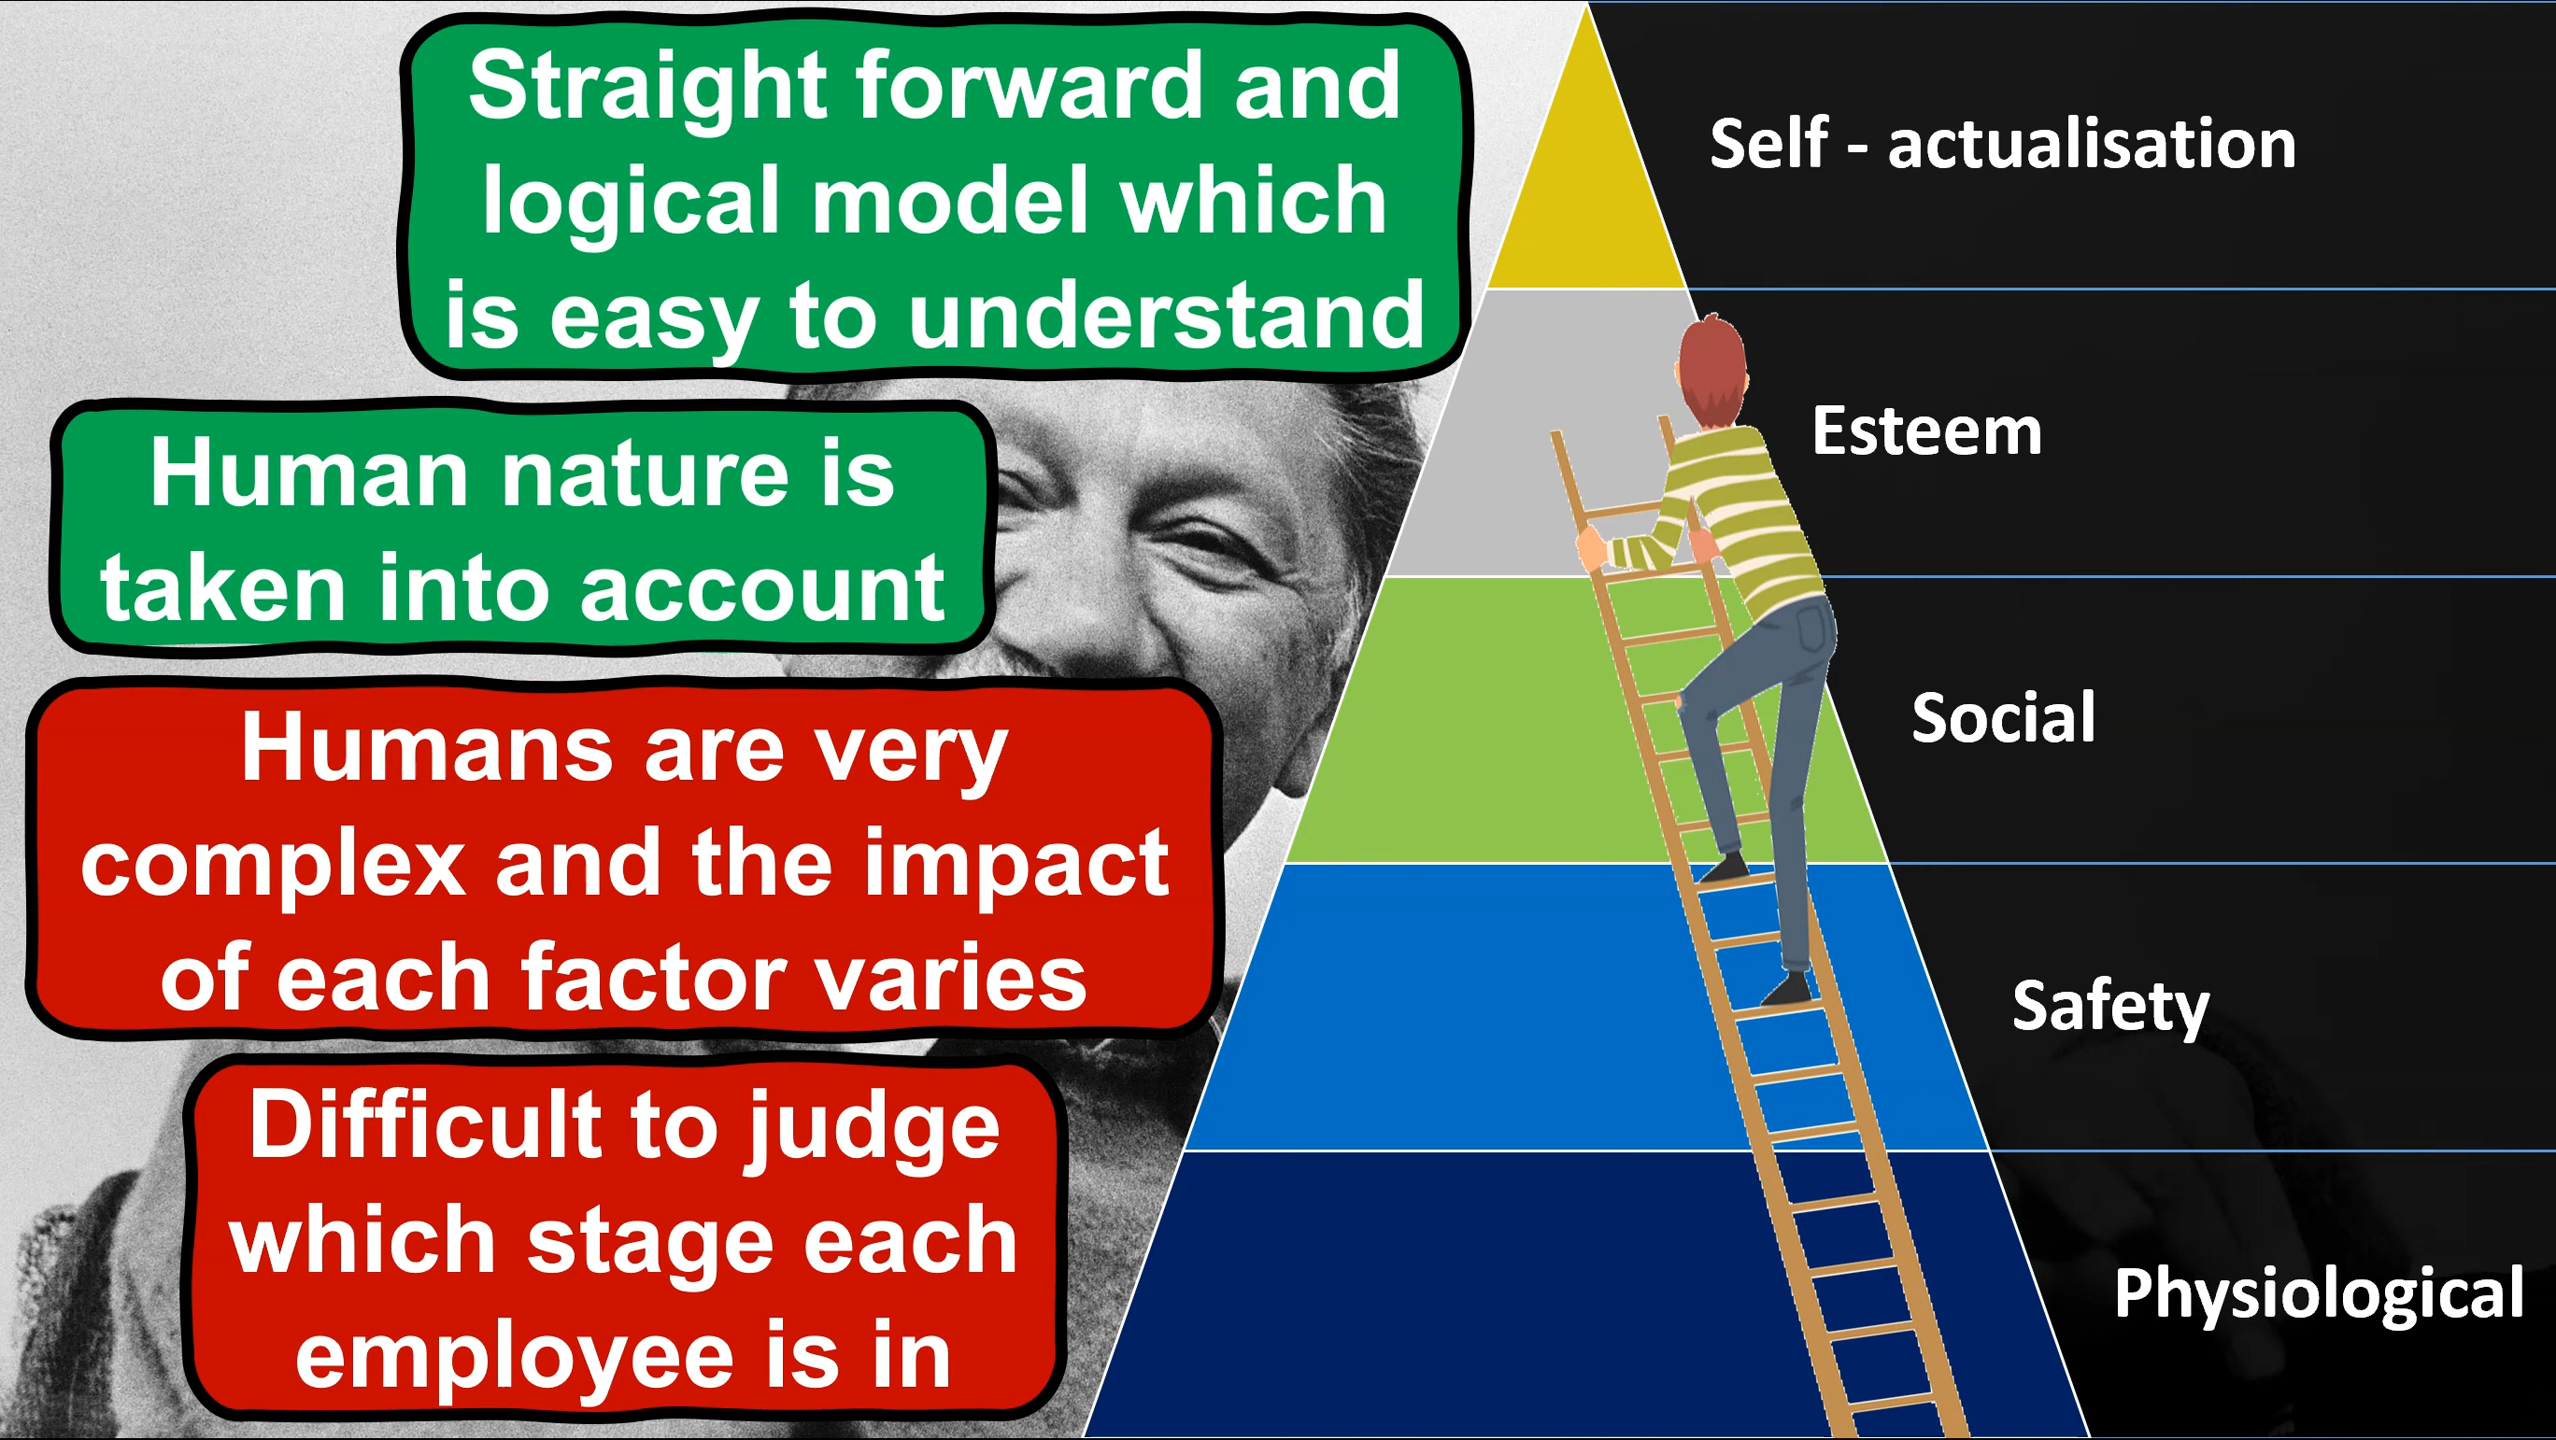 Straight forward and
logical model which
is easy to understand
Human nature is
taken into account
Humans are very
complex and the impact
of each factor varies
Difficult to judge
which stage each
employee is in
Self - actualisation
Esteem
Social
Safety
Physiological